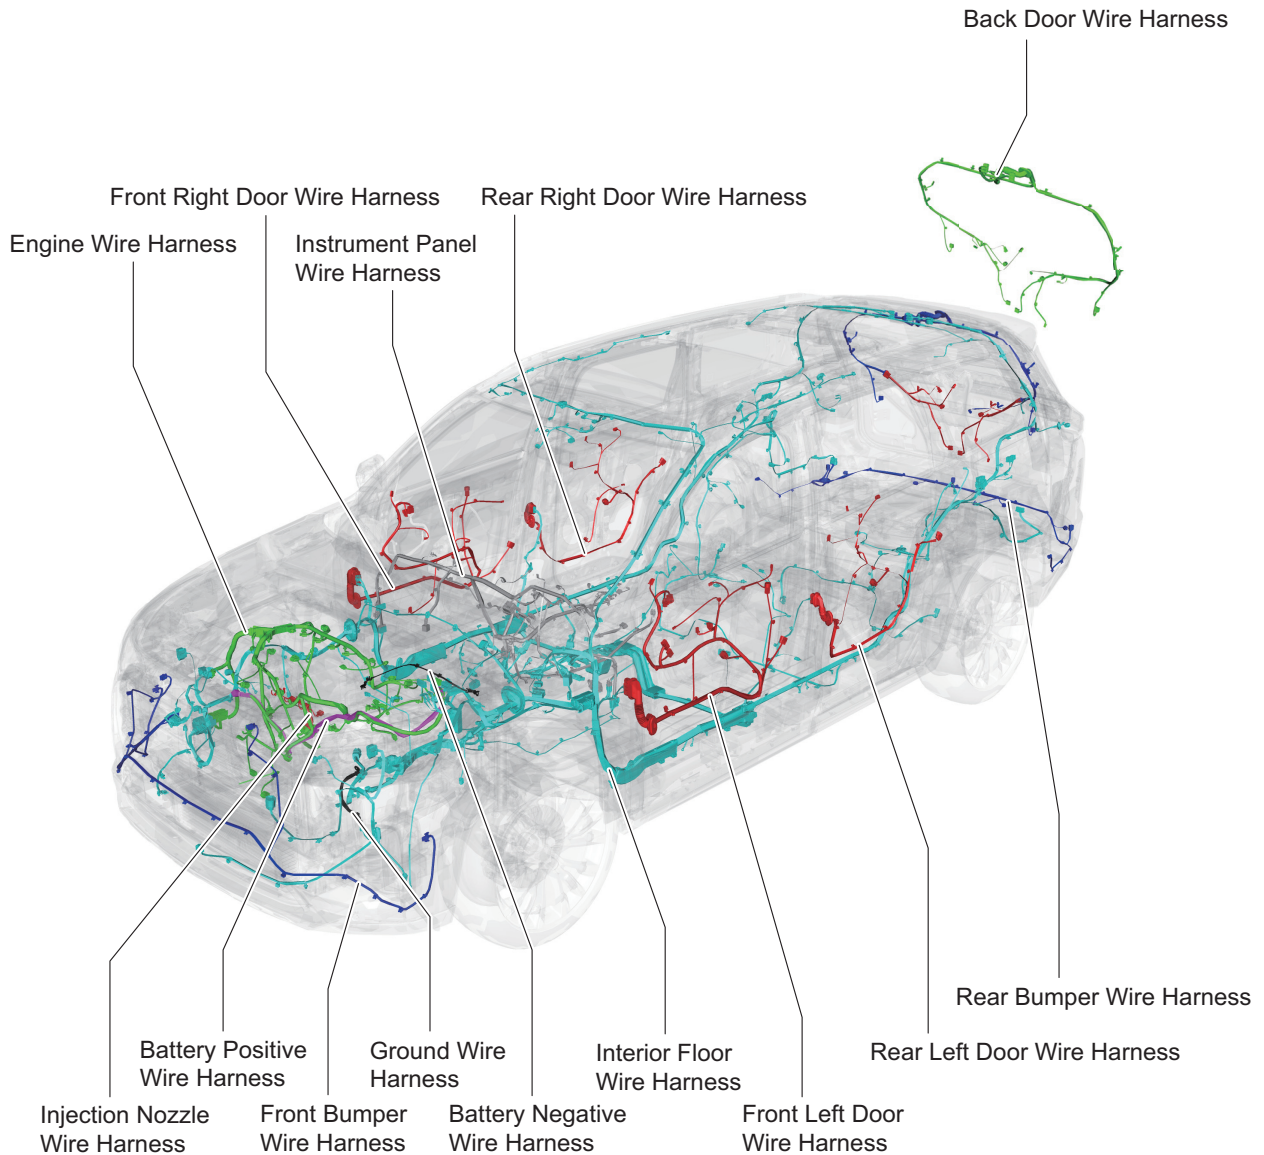 Back Door Wire Harness
Front Right Door Wire Harness
Rear Right Door Wire Harness
Engine Wire Harness
Instrument Panel
Wire Harness
Rear Bumper Wire Harness
Battery Positive
Wire Harness
Ground Wire
Harness
Interior Floor
Wire Harness
Rear Left Door Wire Harness
Injection Nozzle
Wire Harness
Front Bumper
Wire Harness
Battery Negative
Wire Harness
Front Left Door
Wire Harness